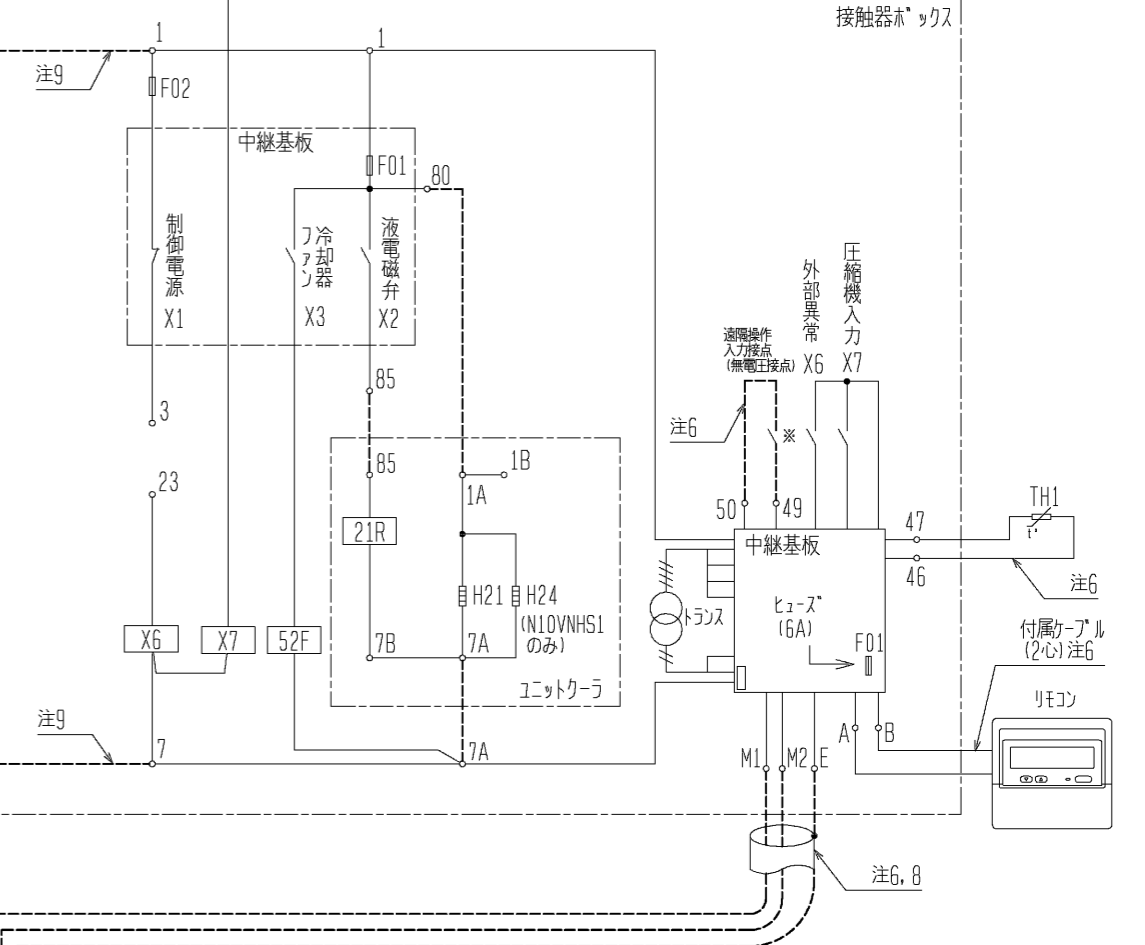 接触器ボックス
1
1
注9
F02
中継基板
F01
80
制御電源
X1
冷却器
ファン
X3
液電磁弁
X2
遠隔操作
入力接点
(無電圧接点)
外部異常
X6
圧縮機入力
X7
3
85
注6
※
23
85
1B
1A
50
49
TH1
t°
47
46
注6
21R
中継基板
ヒューズ
(6A)
F01
トランス
H21
H24
(N10VNHS1
のみ)
付属ケーブル
(2心)注6
X6
X7
52F
7B
7A
ユニットクーラ
リモコン
注9
7
7A
M1
M2
E
A
B
注6,8